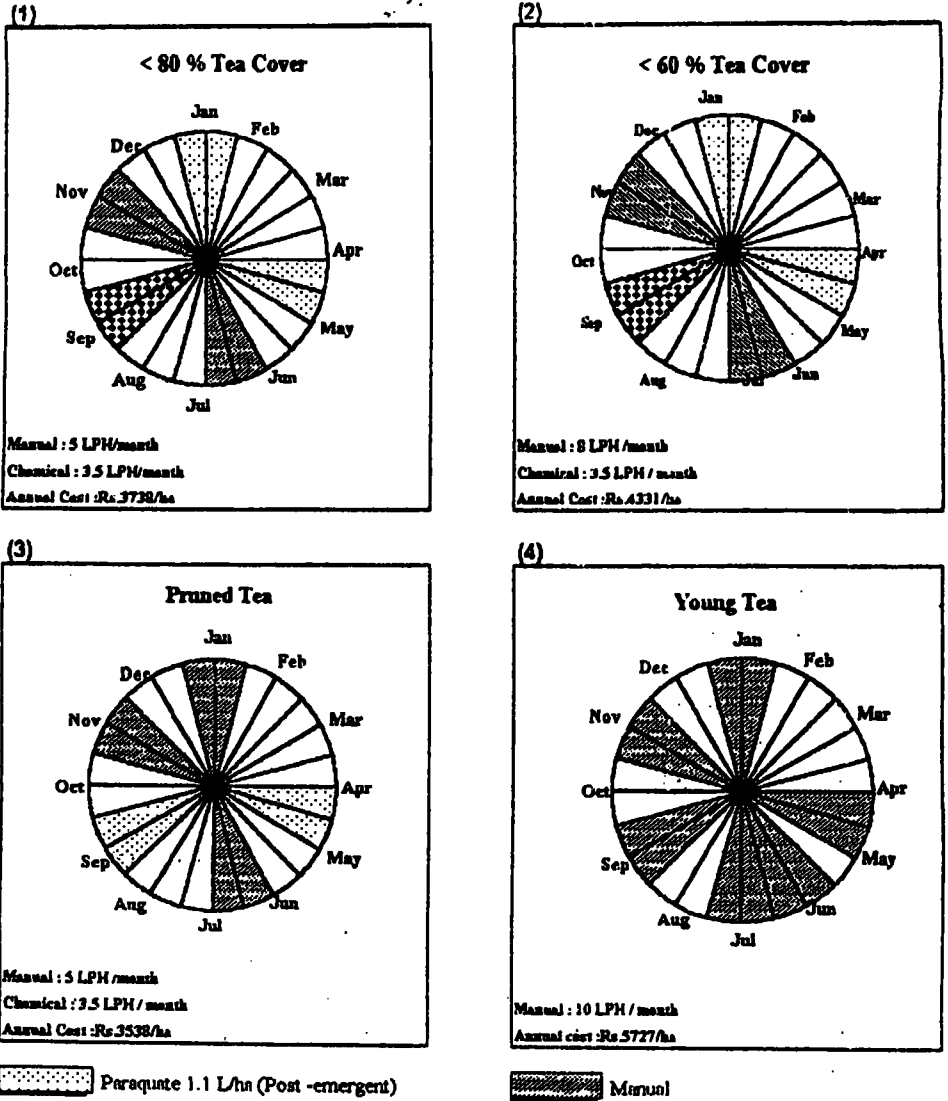 (1)
< 80 % Tea Cover
Jan
Feb
Mar
Apr
May
Jun
Jul
Aug
Sep
Oct
Nov
Dec
Manual : 5 LPH/month
Chemical : 3.5 LPH/month
Annual Cost :Rs.3738/ha
(2)
< 60 % Tea Cover
Jan
Feb
Mar
Apr
May
Jun
Jul
Aug
Sep
Oct
Nov
Dec
Manual : 8 LPH /month
Chemical : 3.5 LPH / month
Annual Cost :Rs.4331/ha
(3)
Pruned Tea
Jan
Feb
Mar
Apr
May
Jun
Jul
Aug
Sep
Oct
Nov
Dec
Manual : 5 LPH /month
Chemical : 3.5 LPH / month
Annual Cost :Rs.3538/ha
(4)
Young Tea
Jan
Feb
Mar
Apr
May
Jun
Jul
Aug
Sep
Oct
Nov
Dec
Manual : 10 LPH / month
Annual cost :Rs.5727/ha
Paraquate 1.1 L/ha (Post -emergent)
Manual